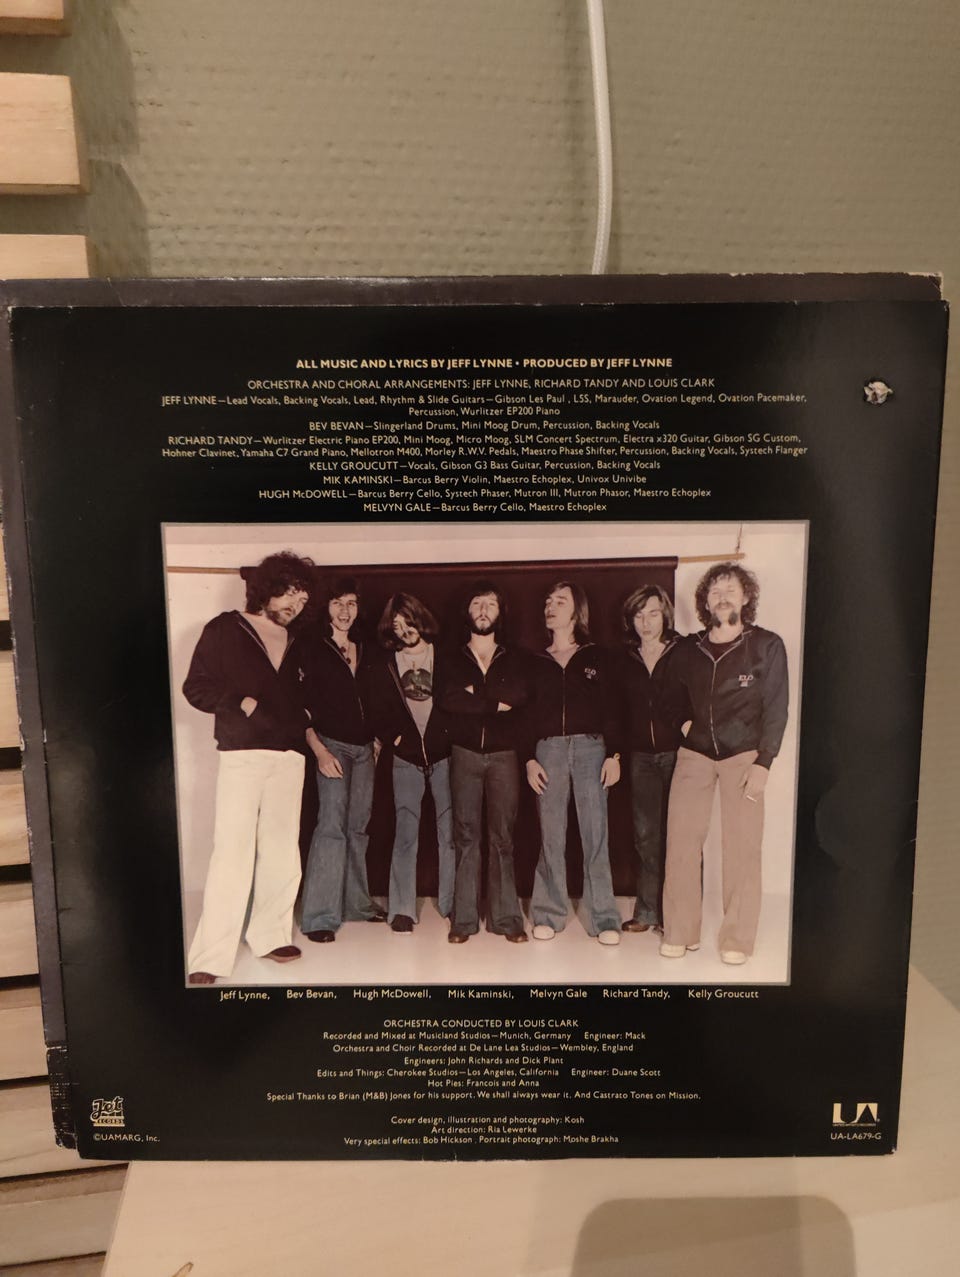 ALL MUSIC AND LYRICS BY JEFF LYNNE • PRODUCED BY JEFF LYNNE
ORCHESTRA AND CHORAL ARRANGEMENTS: JEFF LYNNE, RICHARD TANDY AND LOUIS CLARK
JEFF LYNNE—Lead Vocals, Backing Vocals, Lead, Rhythm & Slide Guitars—Gibson Les Paul, L5S, Marauder, Ovation Legend, Ovation Pacemaker,
Percussion, Wurlitzer EP200 Piano
BEV BEVAN—Slingerland Drums, Mini Moog Drum, Percussion, Backing Vocals
RICHARD TANDY—Wurlitzer Electric Piano EP200, Mini Moog, Micro Moog, SLM Concert Spectrum, Electra x320 Guitar, Gibson SG Custom,
Hohner Clavinet, Yamaha C7 Grand Piano, Mellotron M400, Morley R.W.V. Pedals, Maestro Phase Shifter, Percussion, Backing Vocals, Systech Flanger
KELLY GROUCUTT—Vocals, Gibson G3 Bass Guitar, Percussion, Backing Vocals
MIK KAMINSKI—Barcus Berry Violin, Maestro Echoplex, Univox Univibe
HUGH McDOWELL—Barcus Berry Cello, Systech Phaser, Mutron III, Mutron Phasor, Maestro Echoplex
MELVYN GALE—Barcus Berry Cello, Maestro Echoplex
ELO
ELO
Jeff Lynne, Bev Bevan, Hugh McDowell, Mik Kaminski, Melvyn Gale Richard Tandy, Kelly Groucutt
ORCHESTRA CONDUCTED BY LOUIS CLARK
Recorded and Mixed at Musicland Studios—Munich, Germany Engineer: Mack
Orchestra and Choir Recorded at De Lane Lea Studios—Wembley, England
Engineers: John Richards and Dick Plant
Edits and Things: Cherokee Studios—Los Angeles, California Engineer: Duane Scott
Hot Pies: Francois and Anna
Special Thanks to Brian (M&B) Jones for his support. We shall always wear it. And Castrato Tones on Mission.
Cover design, illustration and photography: Kosh
Art direction: Ria Lewerke
Very special effects: Bob Hickson. Portrait photograph: Moshe Brakha
Jet
RECORDS
©UAMARG, Inc.
UA
UNITED ARTISTS RECORDS
UA-LA679-G